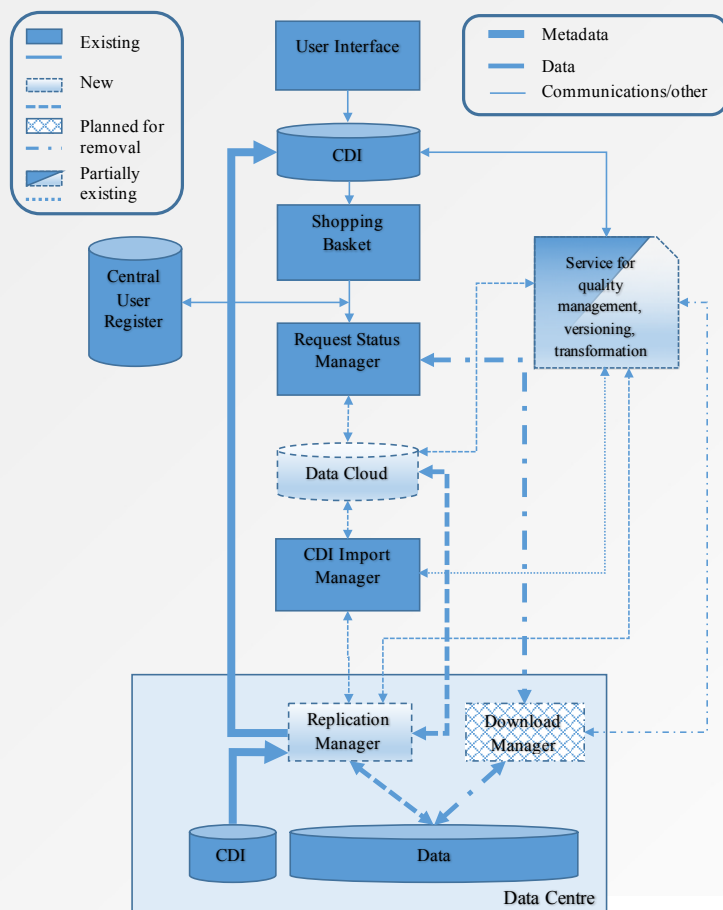 Existing
New
Planned for
removal
Partially
existing
User Interface
Metadata
Data
Communications/other
CDI
Shopping
Basket
Central
User
Register
Service for
quality
management,
versioning,
transformation
Request Status
Manager
Data Cloud
CDI Import
Manager
Replication
Manager
Download
Manager
CDI
Data
Data Centre